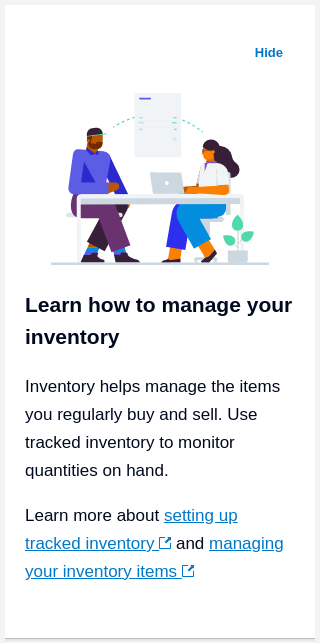 Hide
Learn how to manage your
inventory
Inventory helps manage the items
you regularly buy and sell. Use
tracked inventory to monitor
quantities on hand.
Learn more about setting up
tracked inventory and managing
your inventory items